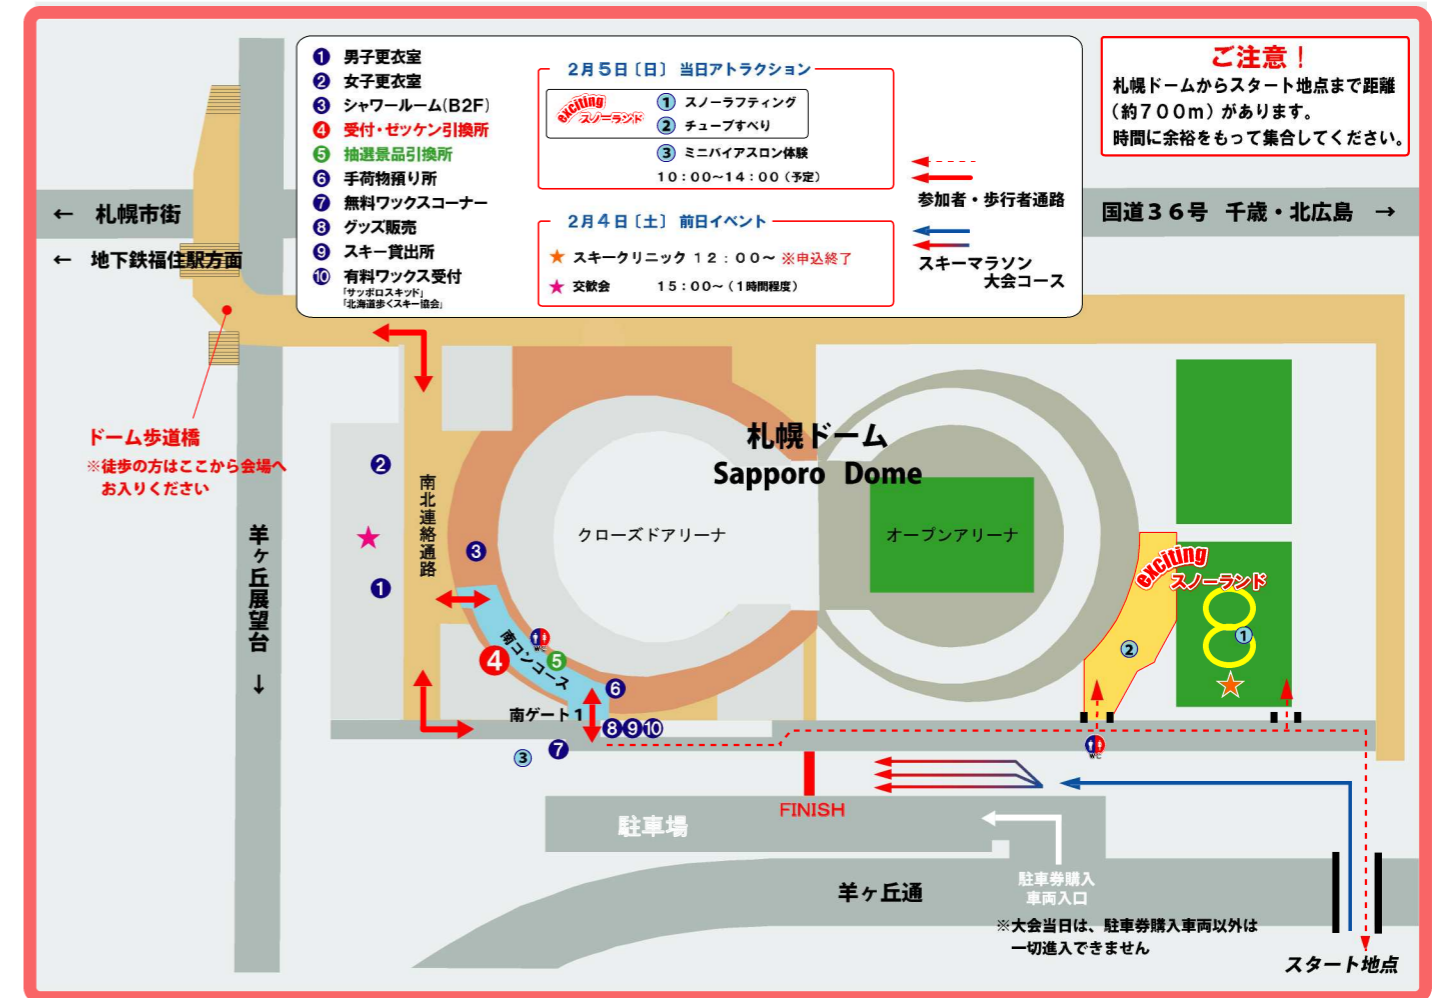 ❶ 男子更衣室
❷ 女子更衣室
❸ シャワールーム(B2F)
❹ 受付・ゼッケン引換所
❺ 抽選景品引換所
❻ 手荷物預り所
❼ 無料ワックスコーナー
❽ グッズ販売
❾ スキー貸出所
❿ 有料ワックス受付
「サッポロスキッド」
「北海道歩くスキー協会」
2月5日〔日〕 当日アトラクション
exciting スノーランド
① スノーラフティング
② チューブすべり
③ ミニバイアスロン体験
10:00〜14:00(予定)
2月4日〔土〕 前日イベント
★ スキークリニック 12:00〜 ※申込終了
★ 交歓会 15:00〜(1時間程度)
参加者・歩行者通路
スキーマラソン
大会コース
ご注意！
札幌ドームからスタート地点まで距離
(約700m)があります。
時間に余裕をもって集合してください。
← 札幌市街
← 地下鉄福住駅方面
国道36号 千歳・北広島 →
ドーム歩道橋
※徒歩の方はここから会場へ
お入りください
羊ヶ丘展望台 ↓
南北連絡通路
❷
★
❶
❸
札幌ドーム
Sapporo Dome
クローズドアリーナ
オープンアリーナ
exciting
スノーランド
①
②
南コンコース
WC
❹
❺
❻
南ゲート1
❽❾❿
❼
③
WC
FINISH
駐車場
駐車券購入
車両入口
羊ヶ丘通
※大会当日は、駐車券購入車両以外は
一切進入できません
スタート地点